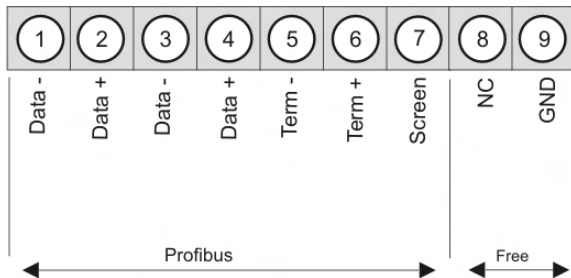 1 2 3 4 5 6 7 8 9
Data - Data + Data - Data + Term - Term + Screen NC GND
Profibus Free